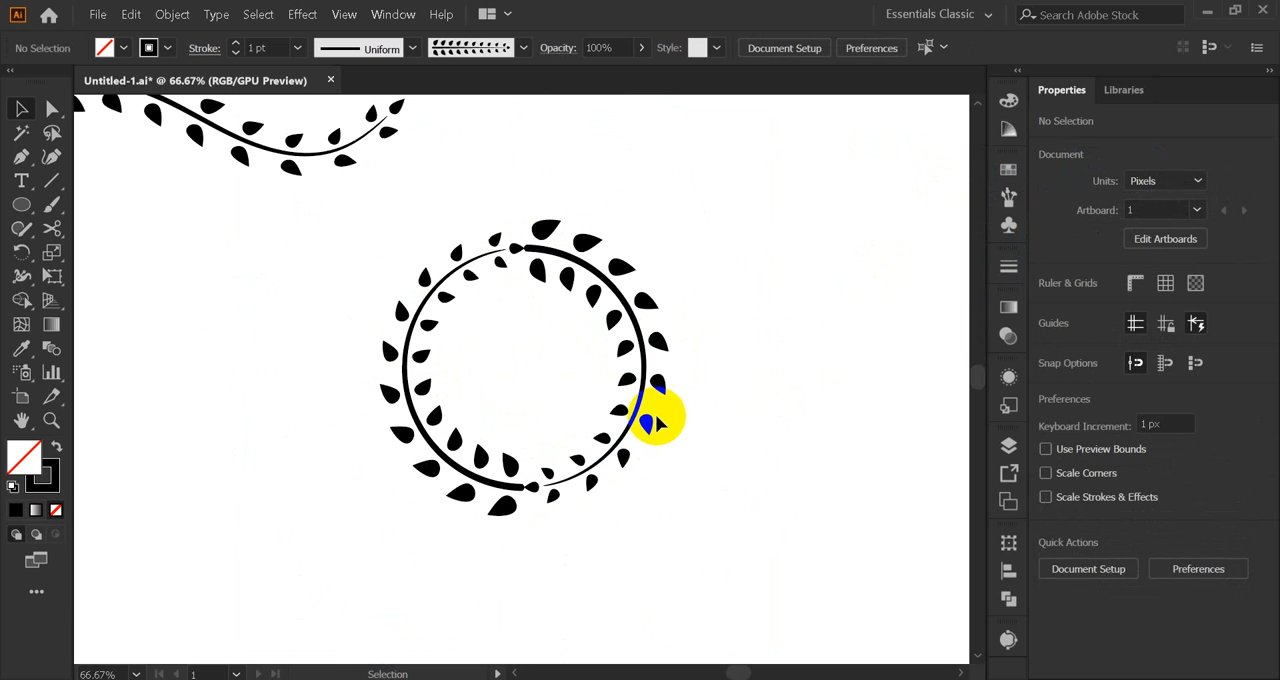 Ai File Edit Object Type Select Effect View Window Help Essentials Classic Search Adobe Stock
No Selection Stroke: 1 pt Uniform Opacity: 100% Style: Document Setup Preferences
Untitled-1.ai* @ 66.67% (RGB/GPU Preview)
Properties Libraries
No Selection
Document
Units: Pixels
Artboard: 1
Edit Artboards
Ruler & Grids
Guides
Snap Options
Preferences
Keyboard Increment: 1 px
Use Preview Bounds
Scale Corners
Scale Strokes & Effects
Quick Actions
Document Setup Preferences
66.67% 1 Selection